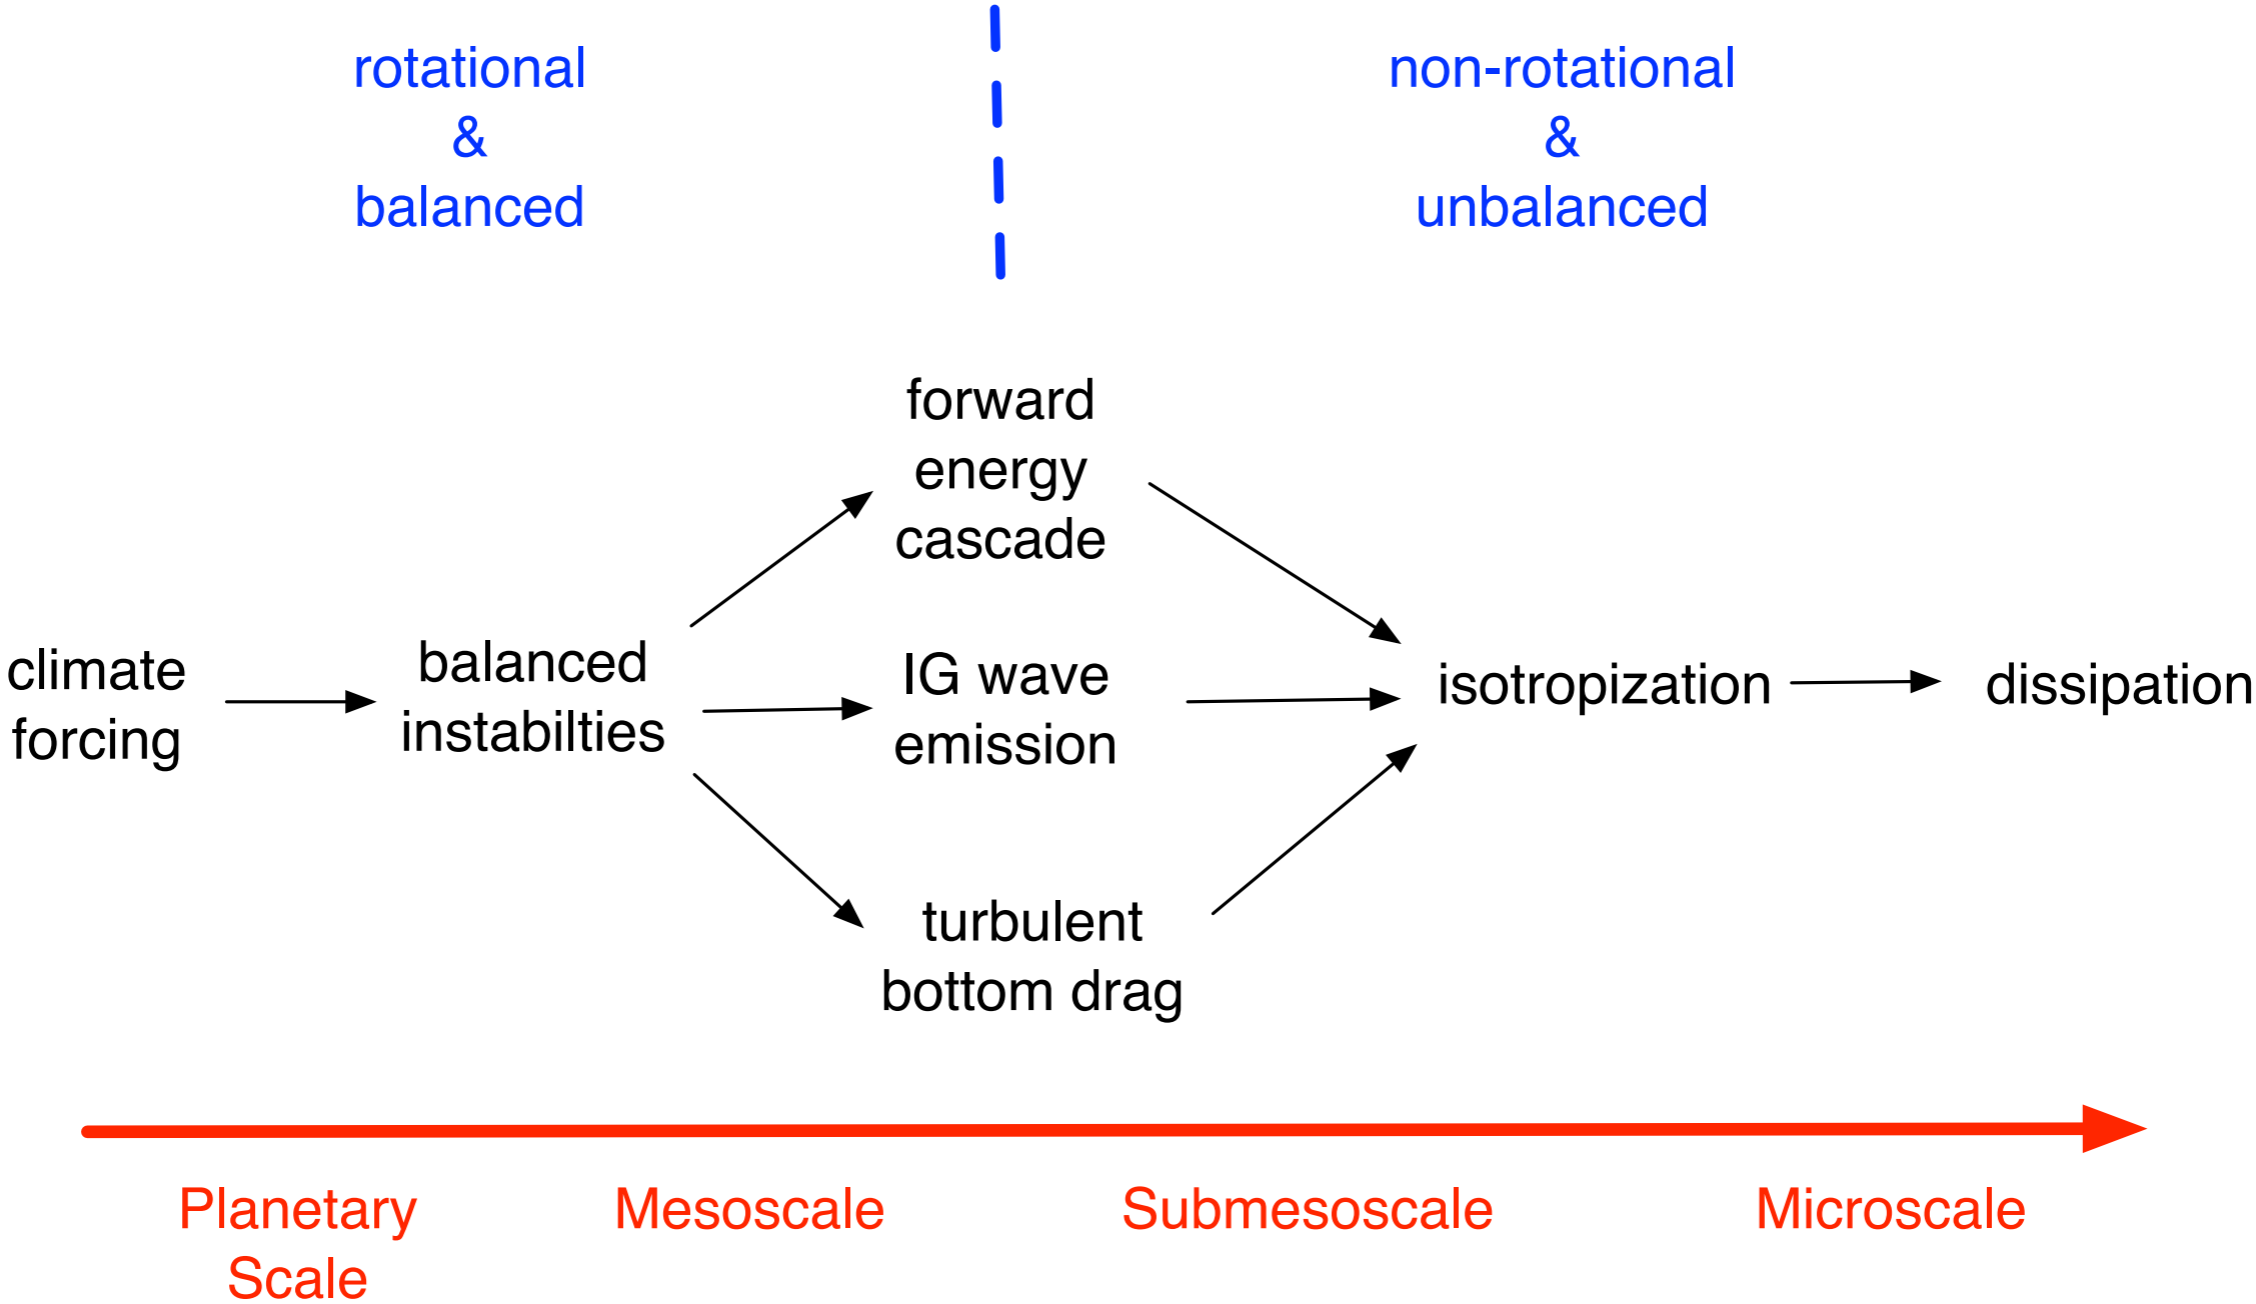 rotational
&
balanced
non-rotational
&
unbalanced
forward
energy
cascade
climate
forcing
balanced
instabilties
IG wave
emission
turbulent
bottom drag
isotropization
dissipation
Planetary
Scale
Mesoscale
Submesoscale
Microscale